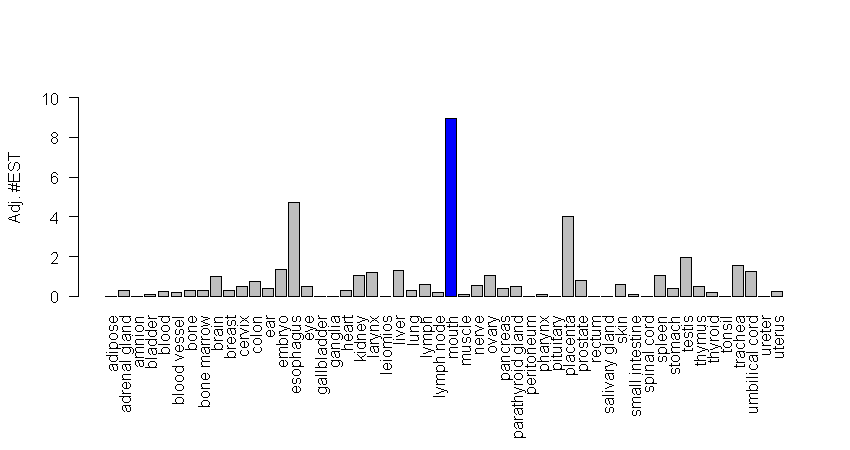 Adj. #EST
10
8
6
4
2
0
adipose
adrenal gland
amnion
bladder
blood
blood vessel
bone
bone marrow
brain
breast
cervix
colon
ear
embryo
esophagus
eye
gallbladder
ganglia
heart
kidney
larynx
leiomios
liver
lung
lymph
lymph node
mouth
muscle
nerve
ovary
pancreas
parathyroid gland
peritoneum
pharynx
pituitary
placenta
prostate
rectum
salivary gland
skin
small intestine
spinal cord
spleen
stomach
testis
thymus
thyroid
tonsil
trachea
umbilical cord
ureter
uterus